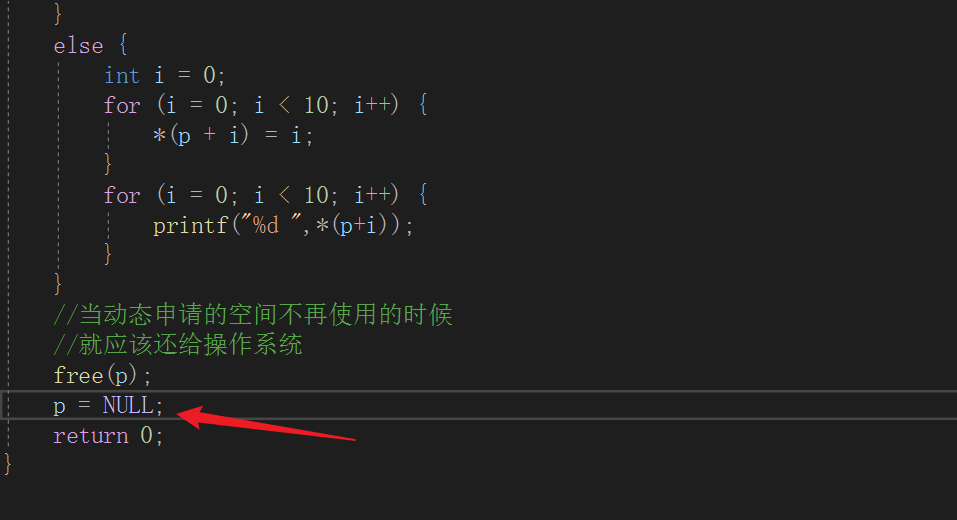 }
else {
int i = 0;
for (i = 0; i < 10; i++) {
*(p + i) = i;
}
for (i = 0; i < 10; i++) {
printf("%d ",*(p+i));
}
}
//当动态申请的空间不再使用的时候
//就应该还给操作系统
free(p);
p = NULL;
return 0;
}